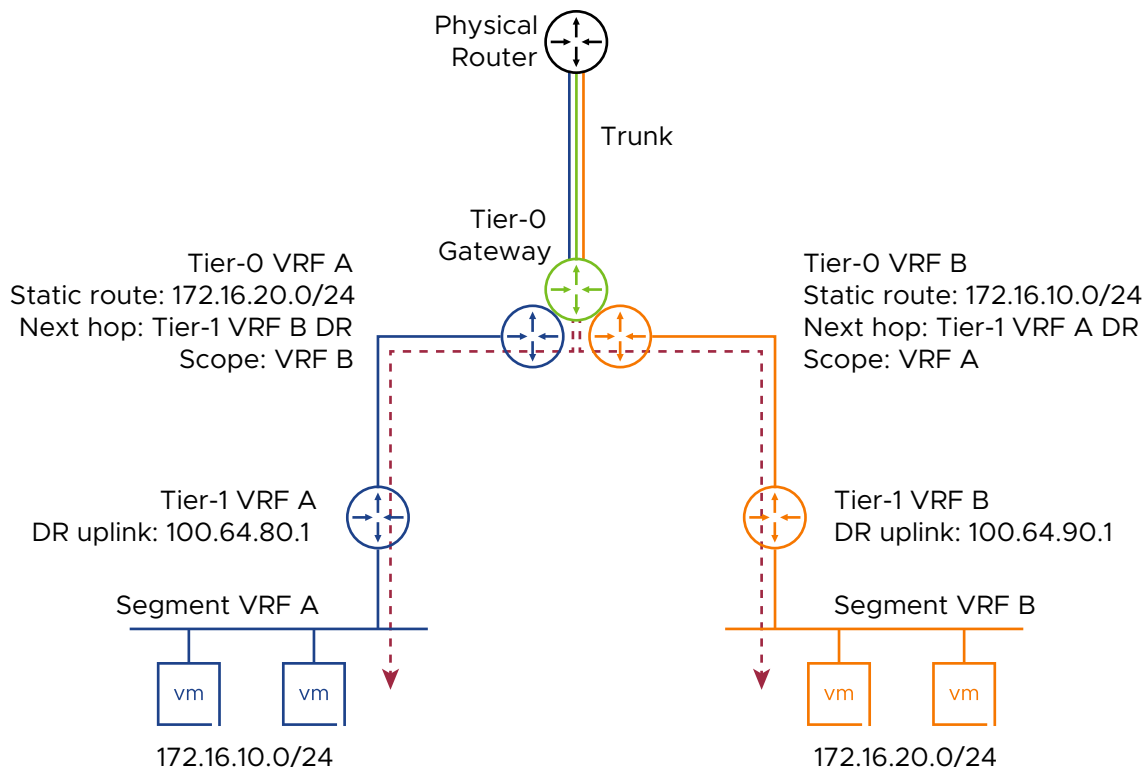 Physical
Router
Trunk
Tier-0
Gateway
Tier-0 VRF A
Static route: 172.16.20.0/24
Next hop: Tier-1 VRF B DR
Scope: VRF B
Tier-0 VRF B
Static route: 172.16.10.0/24
Next hop: Tier-1 VRF A DR
Scope: VRF A
Tier-1 VRF A
DR uplink: 100.64.80.1
Tier-1 VRF B
DR uplink: 100.64.90.1
Segment VRF A
Segment VRF B
vm
vm
vm
vm
172.16.10.0/24
172.16.20.0/24